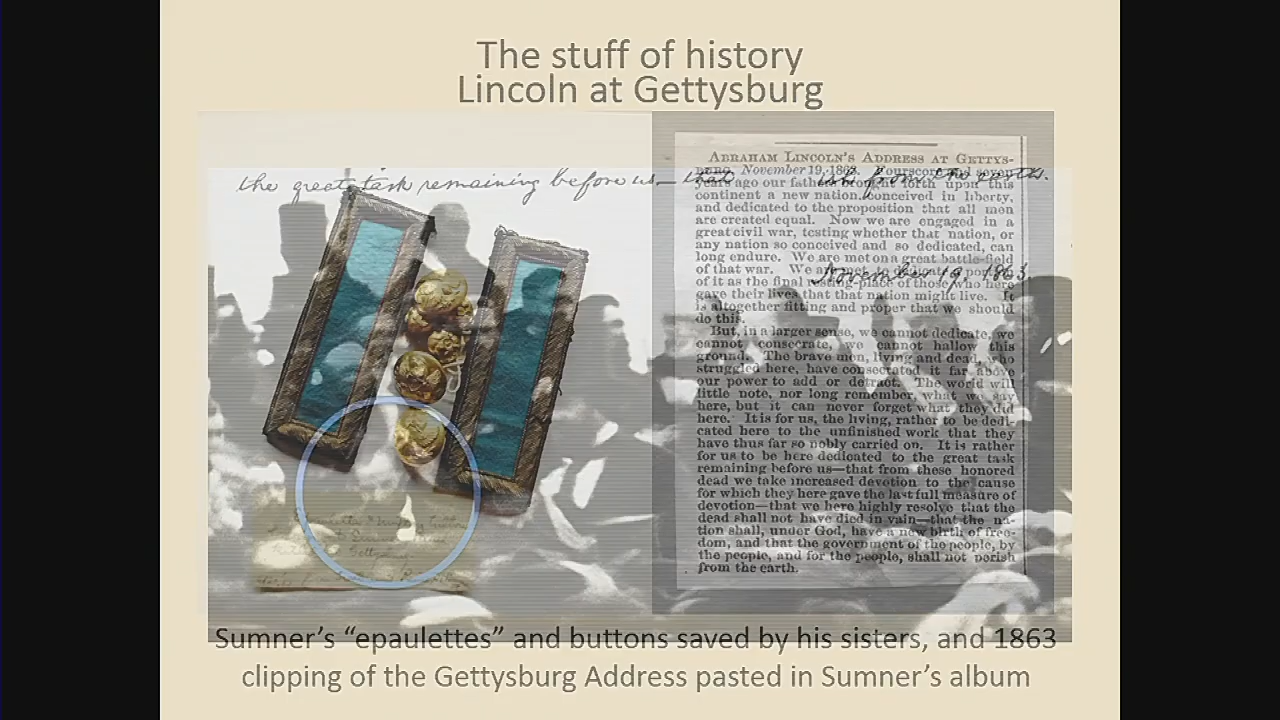 The stuff of history
Lincoln at Gettysburg
the great task remaining before us — that
ish from the earth.
November 19, 1863
ABRAHAM LINCOLN'S ADDRESS AT GETTYS-
BURG, November 19, 1863. Fourscore and seven
years ago our fathers brought forth upon this
continent a new nation, conceived in liberty,
and dedicated to the proposition that all men
are created equal. Now we are engaged in a
great civil war, testing whether that nation, or
any nation so conceived and so dedicated, can
long endure. We are met on a great battle-field
of that war. We are met to dedicate a portion
of it as the final resting-place of those who here
gave their lives that that nation might live. It
is altogether fitting and proper that we should
do this.
But, in a larger sense, we cannot dedicate, we
cannot consecrate, we cannot hallow this
ground. The brave men, living and dead, who
struggled here, have consecrated it far above
our power to add or detract. The world will
little note, nor long remember, what we say
here, but it can never forget what they did
here. It is for us, the living, rather to be dedi-
cated here to the unfinished work that they
have thus far so nobly carried on. It is rather
for us to be here dedicated to the great task
remaining before us—that from these honored
dead we take increased devotion to the cause
for which they here gave the last full measure of
devotion—that we here highly resolve that the
dead shall not have died in vain—that the na-
tion shall, under God, have a new birth of free-
dom, and that the government of the people, by
the people, and for the people, shall not perish
from the earth.
Sumner's “epaulettes” and buttons saved by his sisters, and 1863
clipping of the Gettysburg Address pasted in Sumner's album